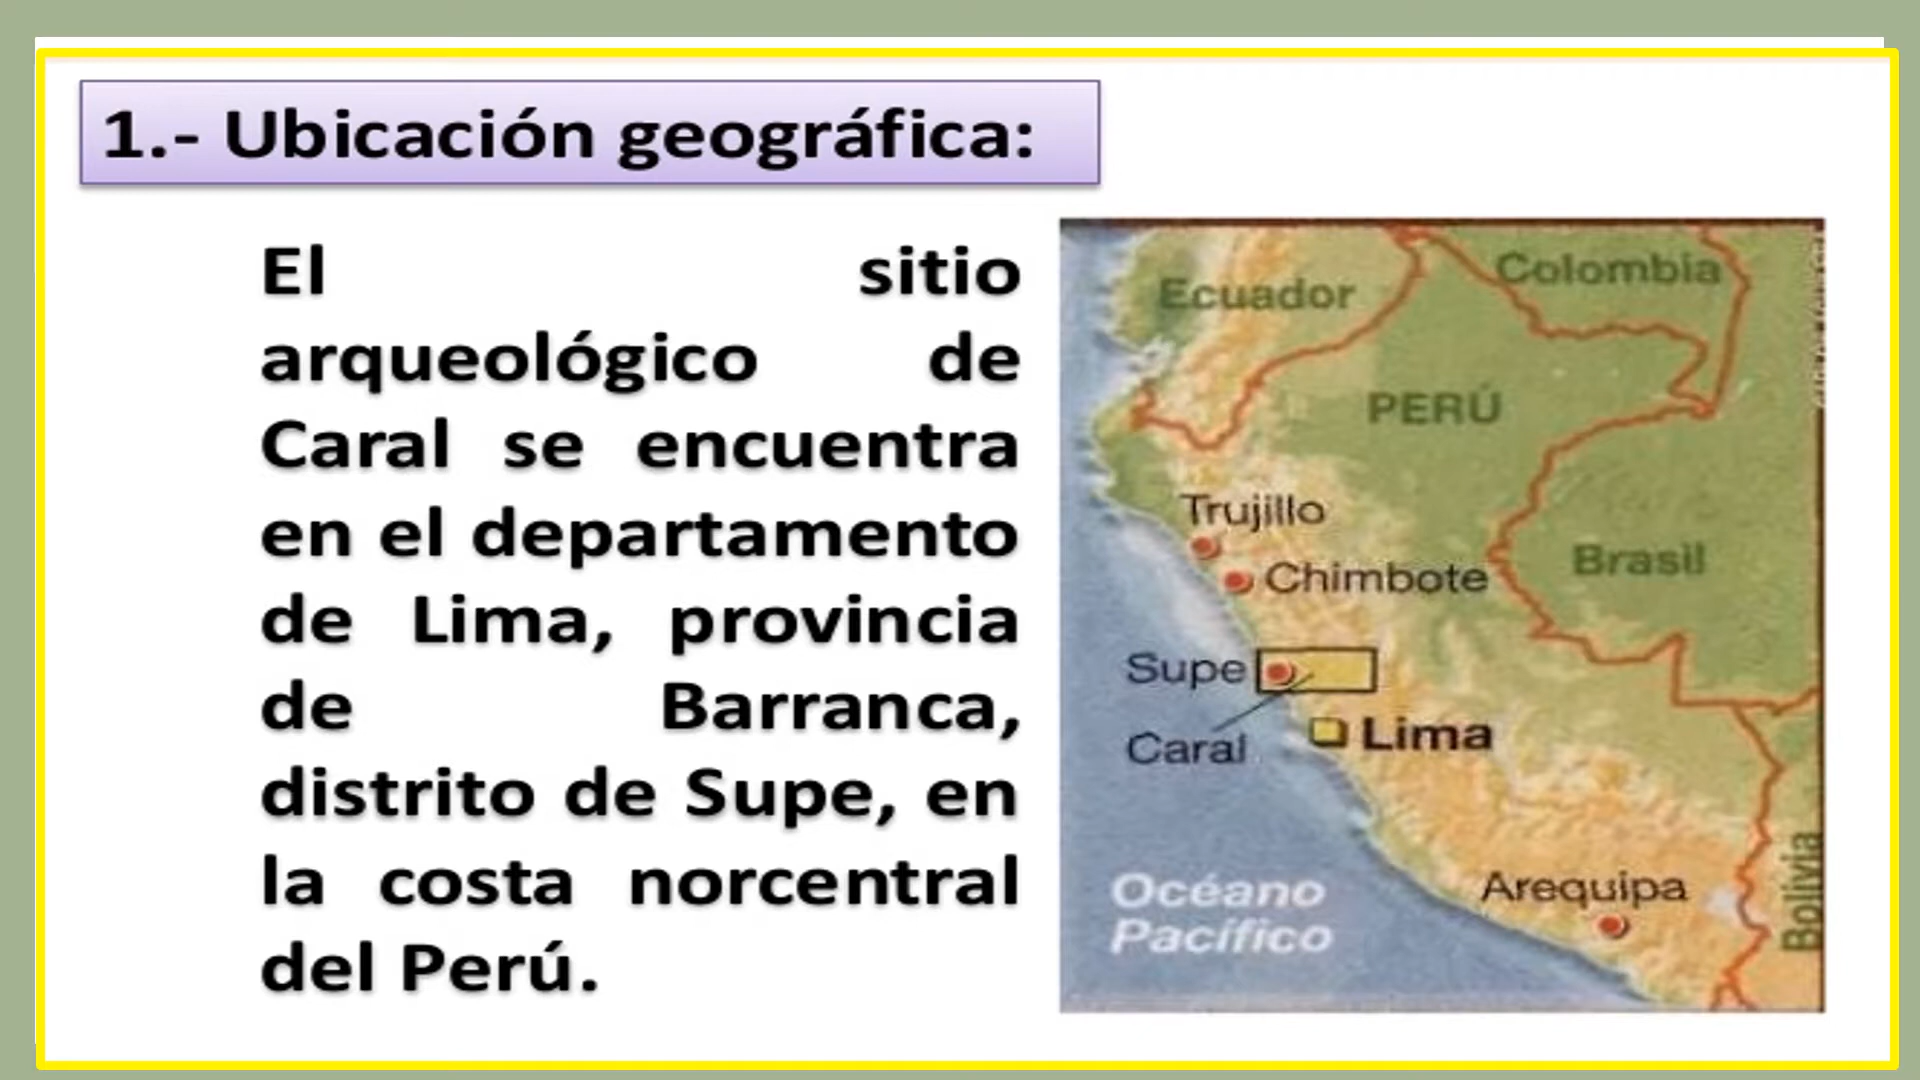 1.- Ubicación geográfica:
El sitio
arqueológico de
Caral se encuentra
en el departamento
de Lima, provincia
de Barranca,
distrito de Supe, en
la costa norcentral
del Perú.
Ecuador
Colombia
PERÚ
Trujillo
Chimbote
Brasil
Supe
Caral
Lima
Arequipa
Océano
Pacífico
Bolivia